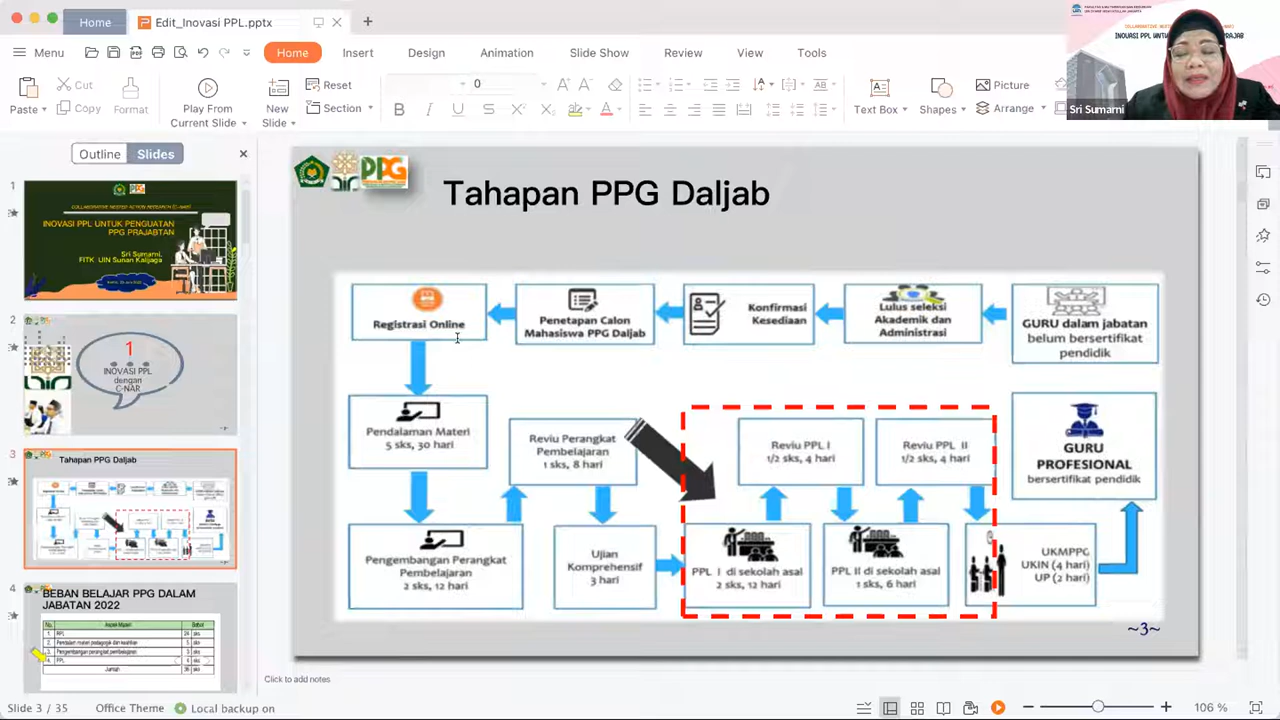 Home
Edit_Inovasi PPL.pptx
Menu
Home
Insert
Design
Transitions
Animation
Slide Show
Review
View
Tools
Paste
Cut
Copy
Format
Play From
Current Slide
New
Slide
Reset
Section
0
B
I
U
S
A
Text Box
Shapes
Picture
Arrange
Sri Sumarni
Outline
Slides
1
INOVASI PPL UNTUK PENGUATAN
PPG PRAJABTAN
Sri Sumarni,
FITK UIN Sunan Kalijaga
2
1
INOVASI PPL
dengan
C-NAR
3
Tahapan PPG Daljab
4
BEBAN BELAJAR PPG DALAM
JABATAN 2022
PPG
Tahapan PPG Daljab
Registrasi Online
Penetapan Calon
Mahasiswa PPG Daljab
Konfirmasi
Kesediaan
Lulus seleksi
Akademik dan
Administrasi
GURU dalam jabatan
belum bersertifikat
pendidik
Pendalaman Materi
5 sks, 30 hari
Reviu Perangkat
Pembelajaran
1 sks, 8 hari
Reviu PPL I
1/2 sks, 4 hari
Reviu PPL II
1/2 sks, 4 hari
GURU
PROFESIONAL
bersertifikat pendidik
Pengembangan Perangkat
Pembelajaran
2 sks, 12 hari
Ujian
Komprehensif
3 hari
PPL I di sekolah asal
2 sks, 12 hari
PPL II di sekolah asal
1 sks, 6 hari
UKMPPG
UKIN (4 hari)
UP (2 hari)
~3~
Click to add notes
Slide 3 / 35
Office Theme
Local backup on
106 %